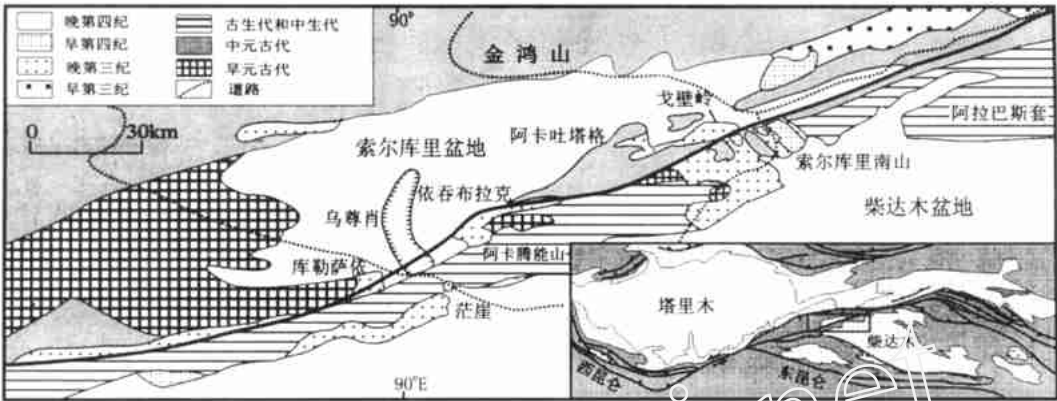 晚第四纪
早第四纪
晚第三纪
早第三纪
古生代和中生代
中元古代
早元古代
道路
90°
金鸿山
0 30km
戈壁岭
阿拉巴斯套
阿卡吐塔格
索尔库里盆地
索尔库里南山
依吞布拉克
乌尊肖
柴达木盆地
阿卡腾能山
库勒萨依
茫崖
90°E
塔里木
柴达木
西昆仑
东昆仑